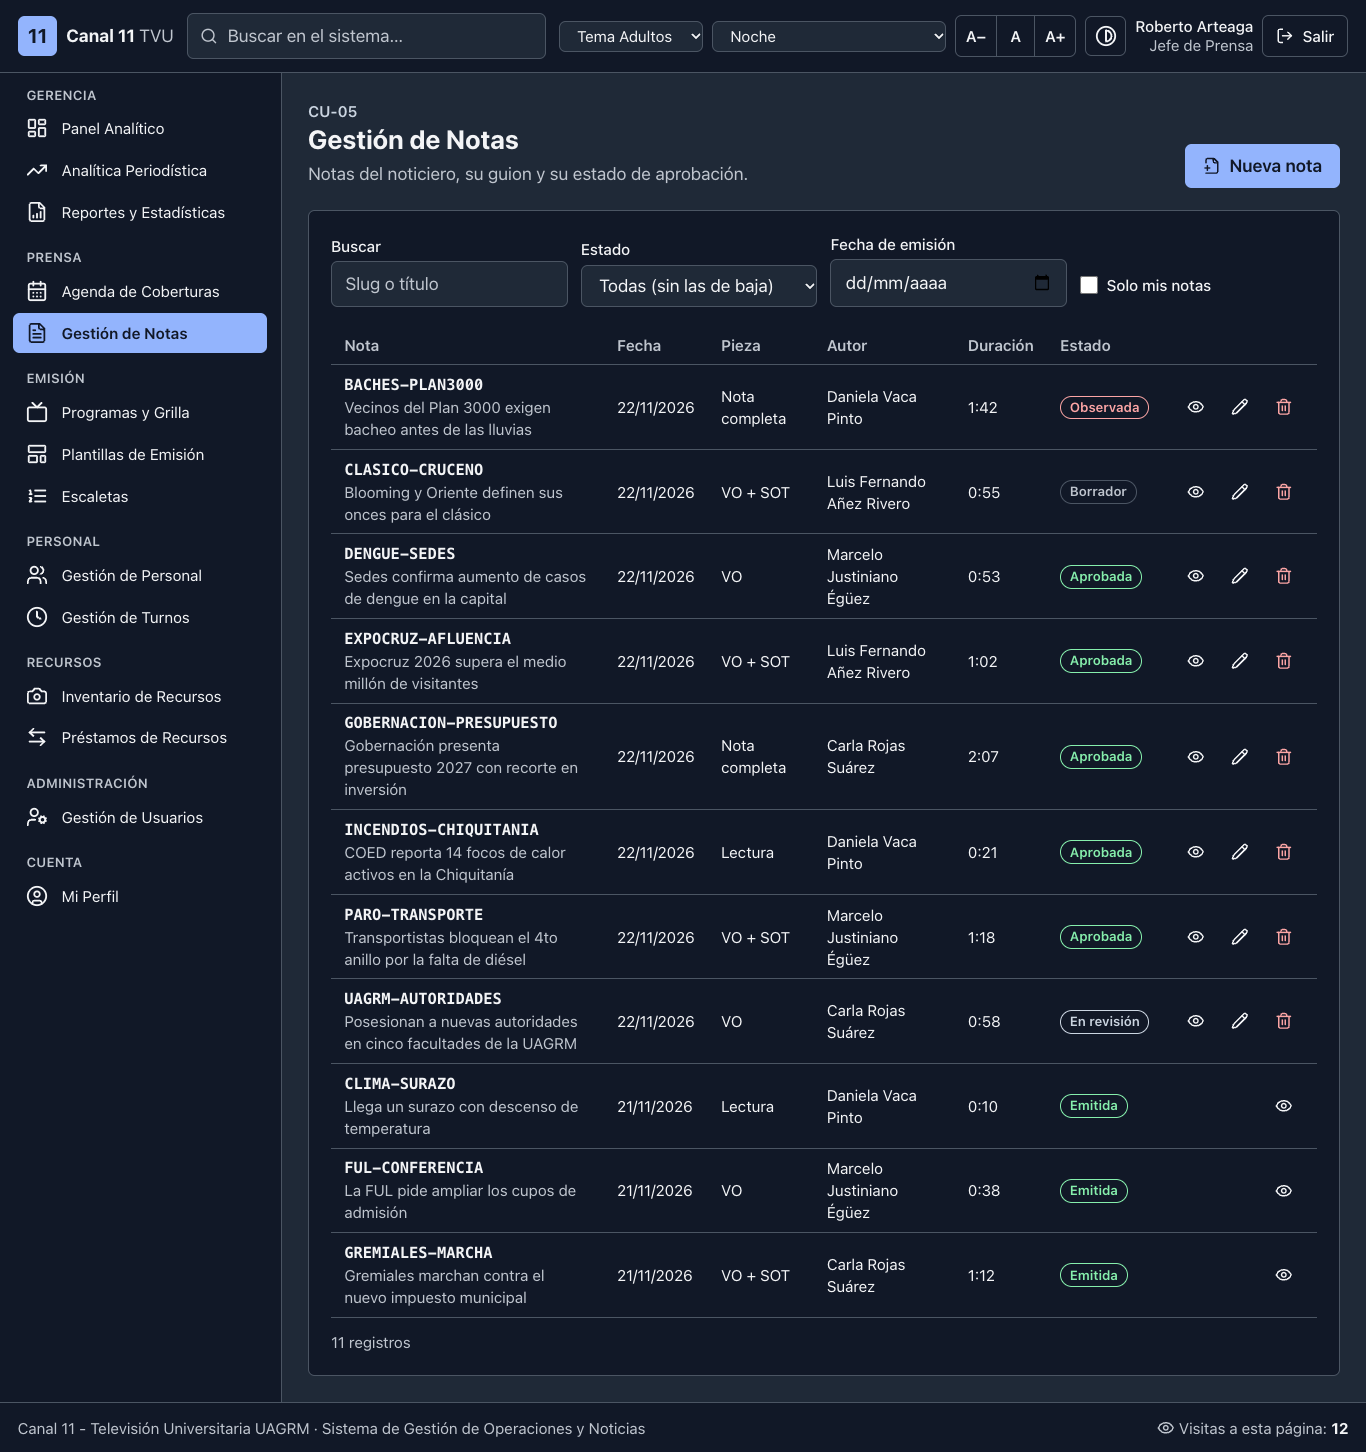 11 Canal 11 TVU
Buscar en el sistema...
Tema Adultos
Noche
A−
A
A+
Roberto Arteaga
Jefe de Prensa
Salir
GERENCIA
Panel Analítico
Analítica Periodística
Reportes y Estadísticas
PRENSA
Agenda de Coberturas
Gestión de Notas
EMISIÓN
Programas y Grilla
Plantillas de Emisión
Escaletas
PERSONAL
Gestión de Personal
Gestión de Turnos
RECURSOS
Inventario de Recursos
Préstamos de Recursos
ADMINISTRACIÓN
Gestión de Usuarios
CUENTA
Mi Perfil
CU-05
Gestión de Notas
Notas del noticiero, su guion y su estado de aprobación.
Nueva nota
Buscar
Slug o título
Estado
Todas (sin las de baja)
Fecha de emisión
dd/mm/aaaa
Solo mis notas
Nota Fecha Pieza Autor Duración Estado
BACHES-PLAN3000
Vecinos del Plan 3000 exigen
bacheo antes de las lluvias
22/11/2026
Nota
completa
Daniela Vaca
Pinto
1:42
Observada
CLASICO-CRUCENO
Blooming y Oriente definen sus
onces para el clásico
22/11/2026
VO + SOT
Luis Fernando
Añez Rivero
0:55
Borrador
DENGUE-SEDES
Sedes confirma aumento de casos
de dengue en la capital
22/11/2026
VO
Marcelo
Justiniano
Égüez
0:53
Aprobada
EXPOCRUZ-AFLUENCIA
Expocruz 2026 supera el medio
millón de visitantes
22/11/2026
VO + SOT
Luis Fernando
Añez Rivero
1:02
Aprobada
GOBERNACION-PRESUPUESTO
Gobernación presenta
presupuesto 2027 con recorte en
inversión
22/11/2026
Nota
completa
Carla Rojas
Suárez
2:07
Aprobada
INCENDIOS-CHIQUITANIA
COED reporta 14 focos de calor
activos en la Chiquitanía
22/11/2026
Lectura
Daniela Vaca
Pinto
0:21
Aprobada
PARO-TRANSPORTE
Transportistas bloquean el 4to
anillo por la falta de diésel
22/11/2026
VO + SOT
Marcelo
Justiniano
Égüez
1:18
Aprobada
UAGRM-AUTORIDADES
Posesionan a nuevas autoridades
en cinco facultades de la UAGRM
22/11/2026
VO
Carla Rojas
Suárez
0:58
En revisión
CLIMA-SURAZO
Llega un surazo con descenso de
temperatura
21/11/2026
Lectura
Daniela Vaca
Pinto
0:10
Emitida
FUL-CONFERENCIA
La FUL pide ampliar los cupos de
admisión
21/11/2026
VO
Marcelo
Justiniano
Égüez
0:38
Emitida
GREMIALES-MARCHA
Gremiales marchan contra el
nuevo impuesto municipal
21/11/2026
VO + SOT
Carla Rojas
Suárez
1:12
Emitida
11 registros
Canal 11 - Televisión Universitaria UAGRM · Sistema de Gestión de Operaciones y Noticias
Visitas a esta página: 12